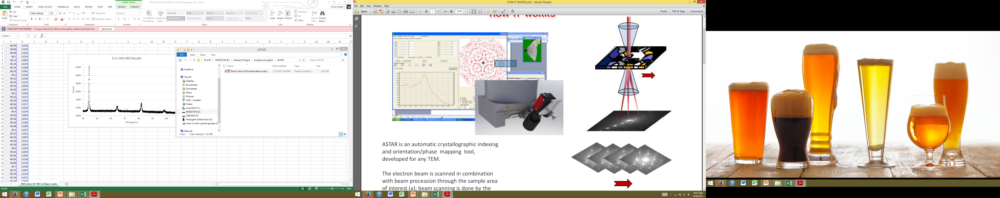 CHART TOOLS
ODS alloy 40 100 3s 02sps Locked Coupledcpl.xlsx - Excel
FILE HOME INSERT PAGE LAYOUT FORMULAS DATA REVIEW VIEW JMP DESIGN FORMAT
Corey Dolph
Paste Cut Copy Format Painter
Calibri (Body) 10
B I U
Wrap Text
Merge & Center
General
Conditional Formatting
Format as Table
Normal Bad Good Neutral Calculation
Check Cell Explanatory... Input Linked Cell Note
Insert Delete Format
AutoSum
Fill
Clear
Sort & Filter
Find & Select
Clipboard Font Alignment Number Styles Cells Editing
SUBSCRIPTION EXPIRED To keep using Excel without interruption, please reactivate now. Reactivate
Chart 1
A B C D E F G H I J K L M N O P Q R S T U V W X Y Z AA AB AC
4 40.04 11232
5 40.06 11159
6 40.08 11143
7 40.1 11233
8 40.12 11083
9 40.14 11278
10 40.16 11208
11 40.18 11381
12 40.2 11164
13 40.22 11346
14 40.24 11115
15 40.26 11028
16 40.28 11021
17 40.3 11164
18 40.32 11237
19 40.34 11265
20 40.36 11217
21 40.38 11318
22 40.4 11234
23 40.42 11093
24 40.44 11014
25 40.46 11186
26 40.48 11209
27 40.5 11327
28 40.52 11161
29 40.54 11067
30 40.56 11132
31 40.58 11031
32 40.6 11102
33 40.62 11304
34 40.64 11205
35 40.66 11136
36 40.68 11176
37 40.7 11190
38 40.72 11091
39 40.74 11214
40 40.76 11271
9 Cr ODS XRD Results
Counts
22000
20000
18000
16000
14000
12000
10000
40 50 60 70 80 90 100
2θ (Degrees)
ODS alloy 40 100 3s 02sps Locke
READY
100%
ASTAR
File Home Share View
This PC KINGSTON (E:) Research Project background papers ASTAR
Search ASTAR
Name Date modified Type Size
Rauch Veron 2014 Automated crystal ... 1/15/2015 2:09 PM Adobe Acrobat D... 1,872 KB
OneDrive
This PC
Desktop
Documents
Downloads
Music
Pictures
VAIO - Franklin
Videos
Local Disk (C:)
KINGSTON (E:)
USB DISK (F:)
FreeAgent GoFlex Drive (G:)
nano (\\coen-cypress\groups) (
Network
1 item 1 item selected 1.82 MB
HOW IT WORKS.pdf - Adobe Reader
File Edit View Window Help
Open 1 / 2 215% Tools Fill & Sign Comment
HOW IT WORKS
ASTAR is an automatic crystallographic indexing
and orientation/phase mapping tool,
developed for any TEM.
The electron beam is scanned in combination
with beam precession through the sample area
of interest (a); beam scanning is done by the
10:32 AM
5/26/2015